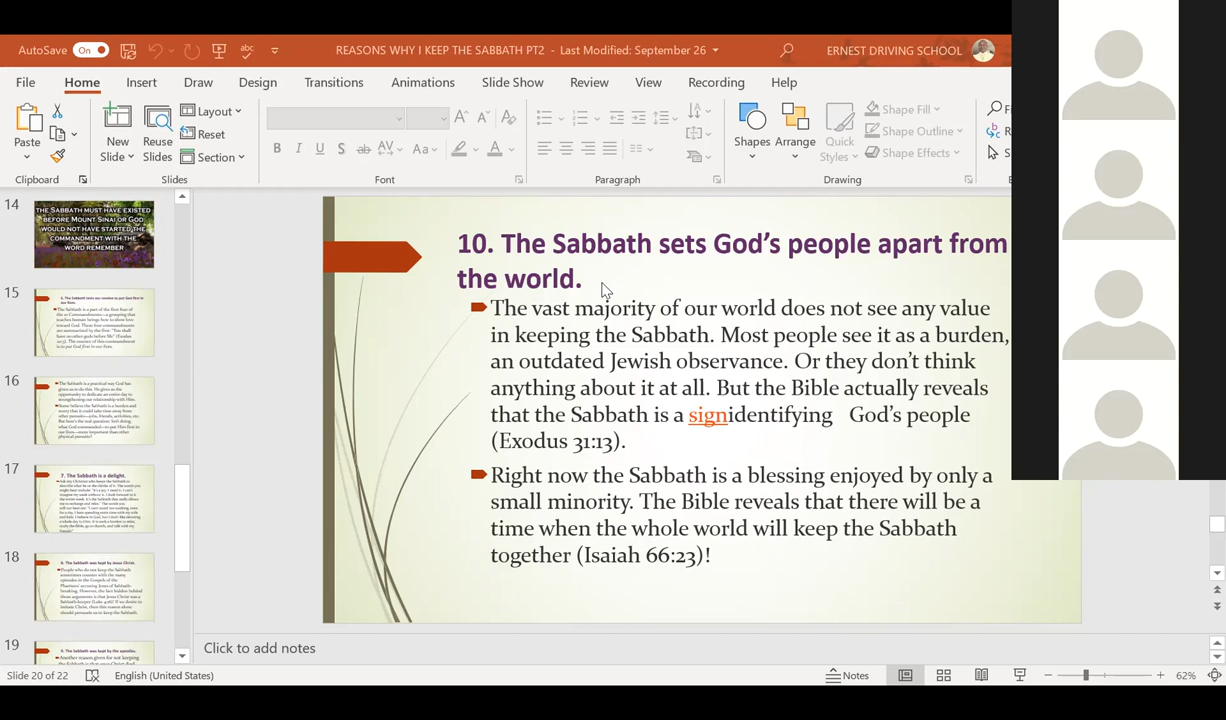 AutoSave On REASONS WHY I KEEP THE SABBATH PT2 - Last Modified: September 26 ERNEST DRIVING SCHOOL
File Home Insert Draw Design Transitions Animations Slide Show Review View Recording Help
Paste New Slide Reuse Slides Layout Reset Section
B I U S ab AV Aa A
Shapes Arrange Quick Styles Shape Fill Shape Outline Shape Effects
Clipboard Slides Font Paragraph Drawing
14
THE SABBATH MUST HAVE EXISTED
BEFORE MOUNT SINAI OR GOD
WOULD NOT HAVE STARTED THE
COMMANDMENT WITH THE
WORD REMEMBER
15
16
17
7. The Sabbath is a delight.
18
8. The Sabbath was kept by Jesus Christ.
19
9. The Sabbath was kept by the apostles.
10. The Sabbath sets God's people apart from
the world.
The vast majority of our world does not see any value
in keeping the Sabbath. Most people see it as a burden,
an outdated Jewish observance. Or they don't think
anything about it at all. But the Bible actually reveals
that the Sabbath is a signidentifying God's people
(Exodus 31:13).
Right now the Sabbath is a blessing enjoyed by only a
small minority. The Bible reveals that there will be a
time when the whole world will keep the Sabbath
together (Isaiah 66:23)!
Click to add notes
Slide 20 of 22 English (United States) Notes 62%